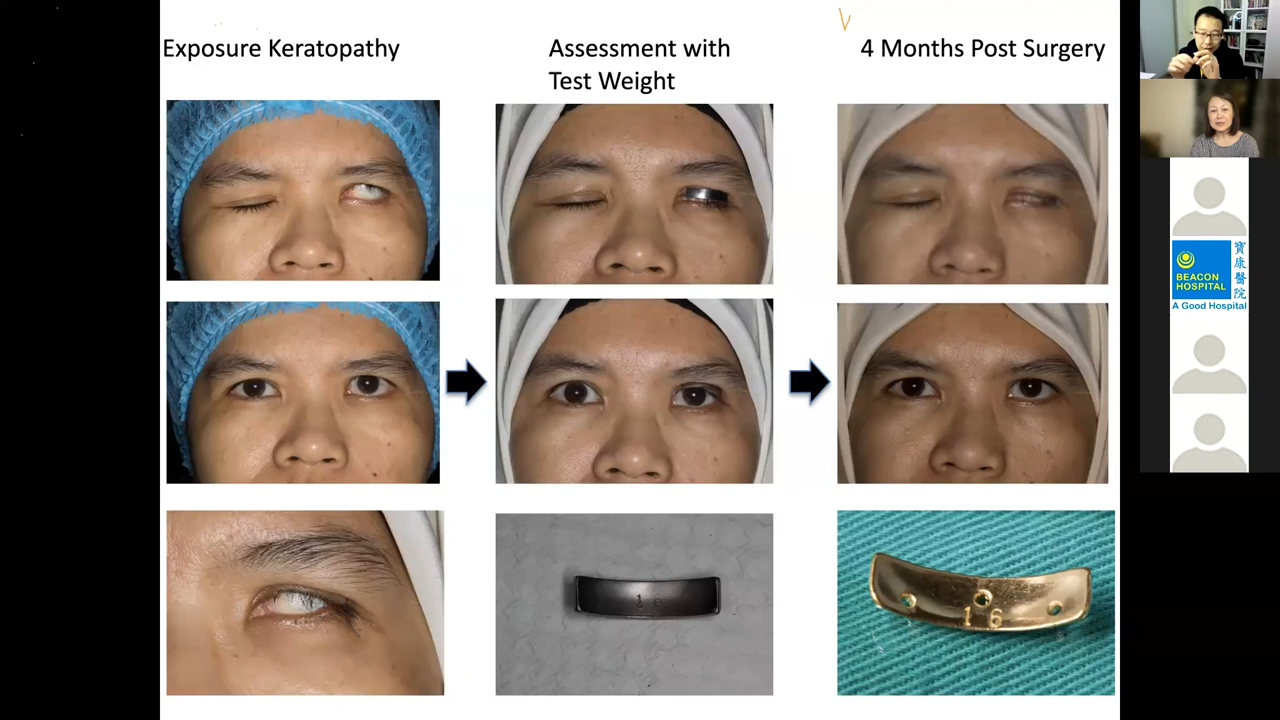 Exposure Keratopathy
Assessment with
Test Weight
4 Months Post Surgery
1 6
1 6
BEACON
HOSPITAL
寶康醫院
A Good Hospital